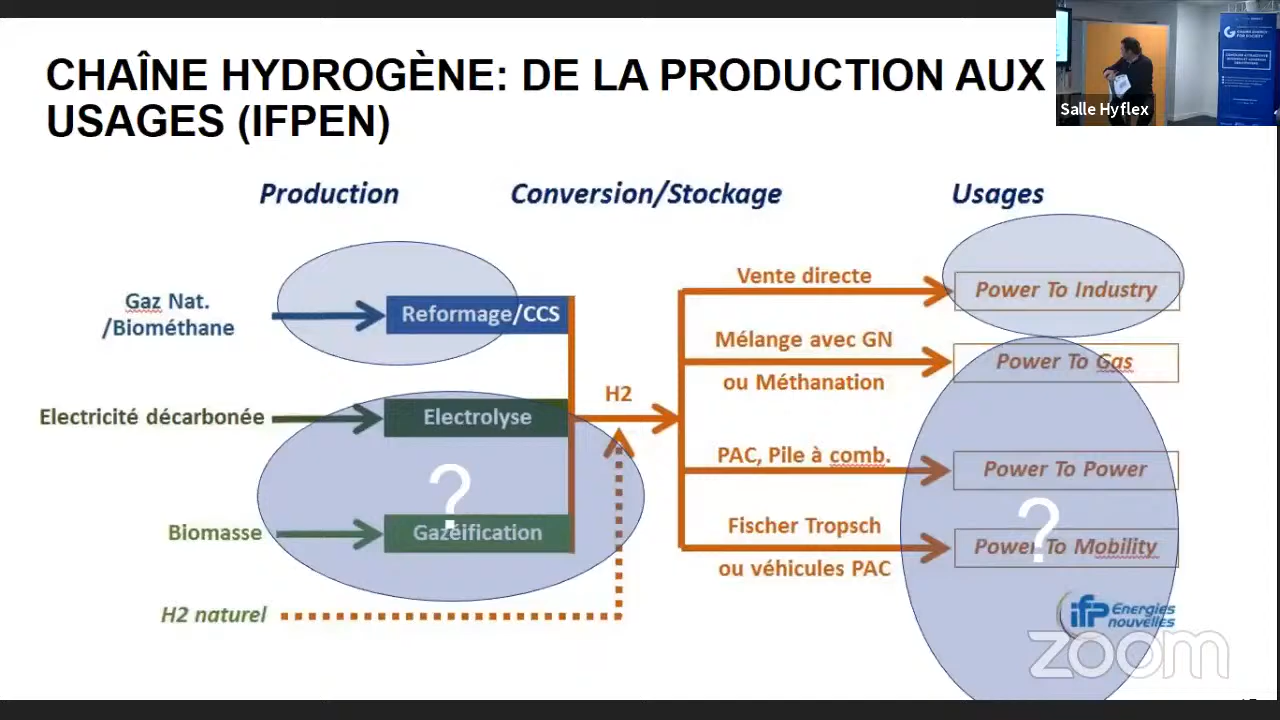 CHAÎNE HYDROGÈNE: DE LA PRODUCTION AUX
USAGES (IFPEN)
Salle Hyflex
Production
Conversion/Stockage
Usages
Gaz Nat.
/Biométhane
Reformage/CCS
Electricité décarbonée
Electrolyse
?
Biomasse
Gazéification
H2 naturel
H2
Vente directe
Mélange avec GN
ou Méthanation
PAC, Pile à comb.
Fischer Tropsch
ou véhicules PAC
Power To Industry
Power To Gas
Power To Power
?
Power To Mobility
ifp Energies
nouvelles
zoom